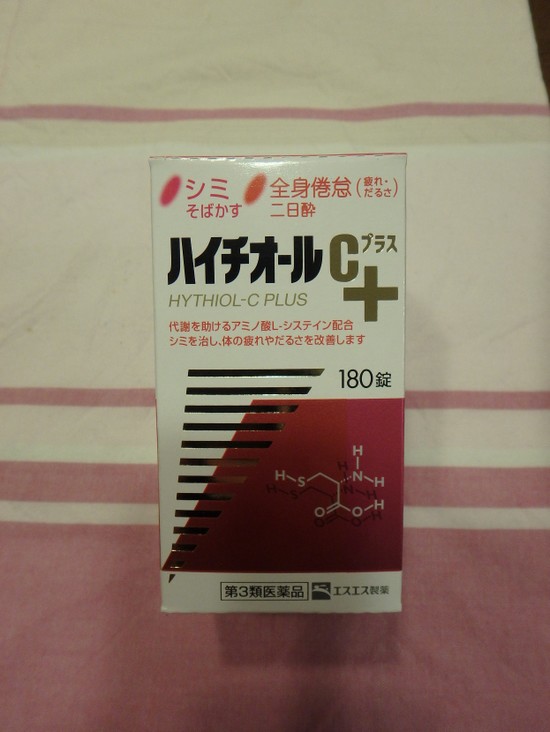 シミ
そばかす
全身倦怠(疲れ・だるさ)
二日酔
ハイチオールCプラス
HYTHIOL-C PLUS
代謝を助けるアミノ酸L-システイン配合
シミを治し、体の疲れやだるさを改善します
180錠
H
H S N H
O O H
第3類医薬品 エスエス製薬